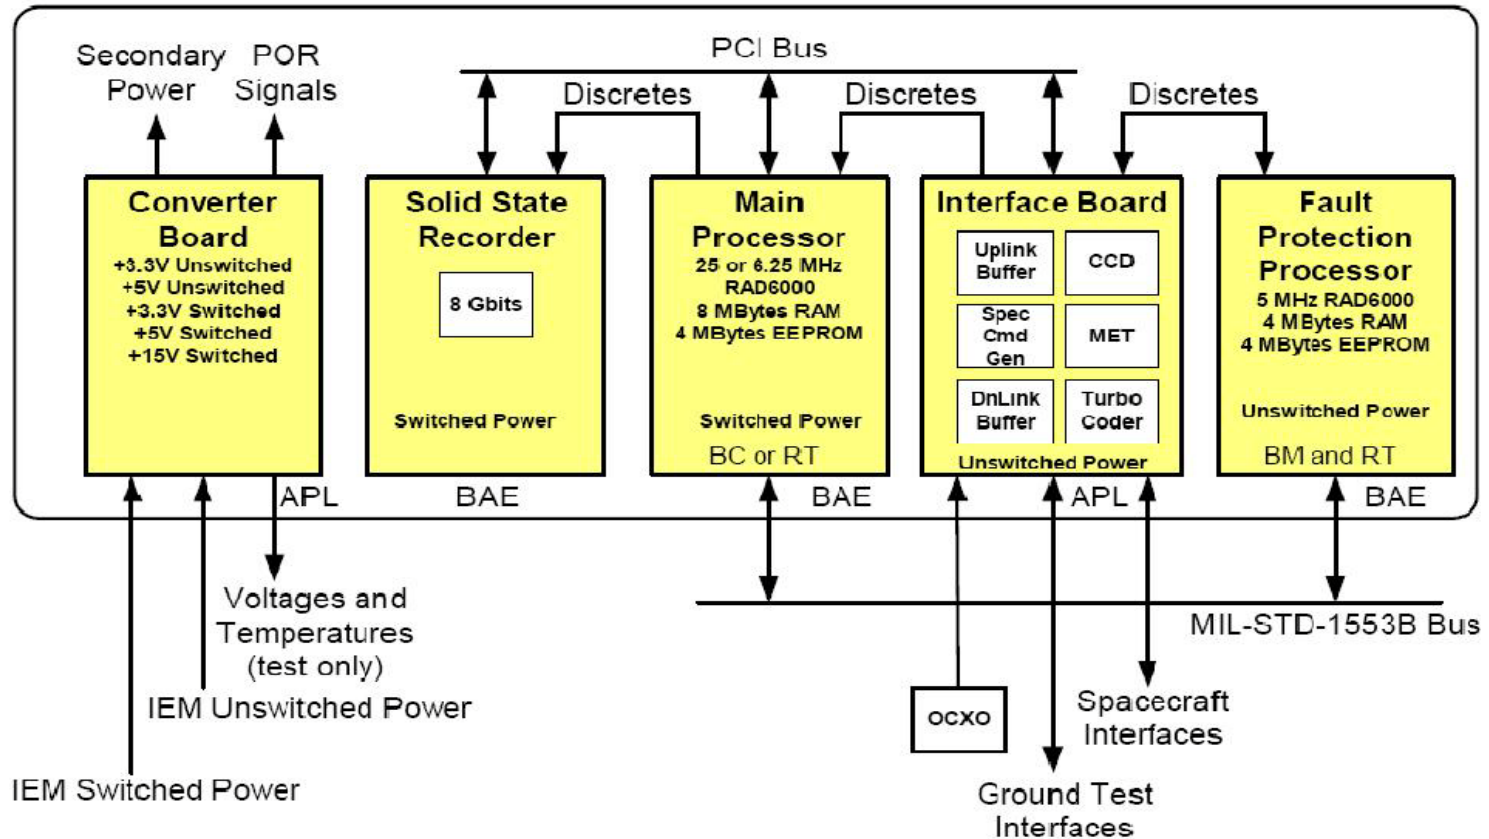 PCI Bus
Secondary
Power
POR
Signals
Discretes
Discretes
Discretes
Converter
Board
+3.3V Unswitched
+5V Unswitched
+3.3V Switched
+5V Switched
+15V Switched
APL
Solid State
Recorder
8 Gbits
Switched Power
BAE
Main
Processor
25 or 6.25 MHz
RAD6000
8 MBytes RAM
4 MBytes EEPROM
Switched Power
BC or RT
BAE
Interface Board
Uplink
Buffer
CCD
Spec
Cmd
Gen
MET
DnLink
Buffer
Turbo
Coder
Unswitched Power
APL
Fault
Protection
Processor
5 MHz RAD6000
4 MBytes RAM
4 MBytes EEPROM
Unswitched Power
BM and RT
BAE
Voltages and
Temperatures
(test only)
IEM Unswitched Power
IEM Switched Power
MIL-STD-1553B Bus
OCXO
Spacecraft
Interfaces
Ground Test
Interfaces